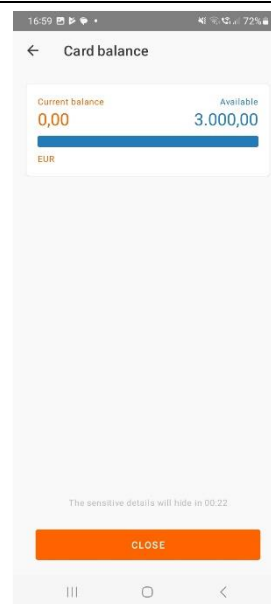 16:59
72%
Card balance
Current balance Available
0,00 3.000,00
EUR
The sensitive details will hide in 00:22
CLOSE